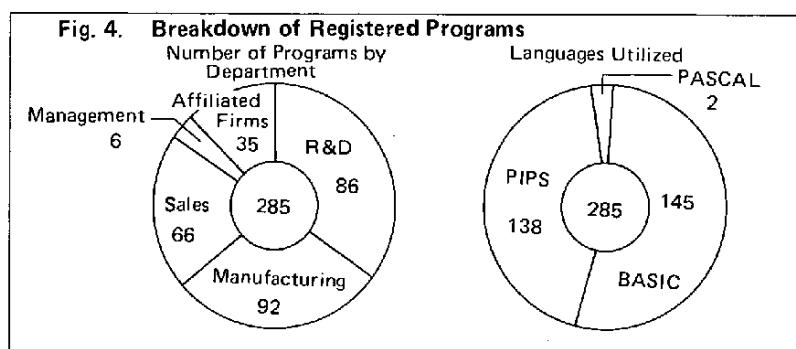 Fig. 4. Breakdown of Registered Programs
Number of Programs by
Department
Management
6
Affiliated
Firms
35
R&D
86
Sales
66
285
Manufacturing
92
Languages Utilized
PASCAL
2
PIPS
138
285
145
BASIC